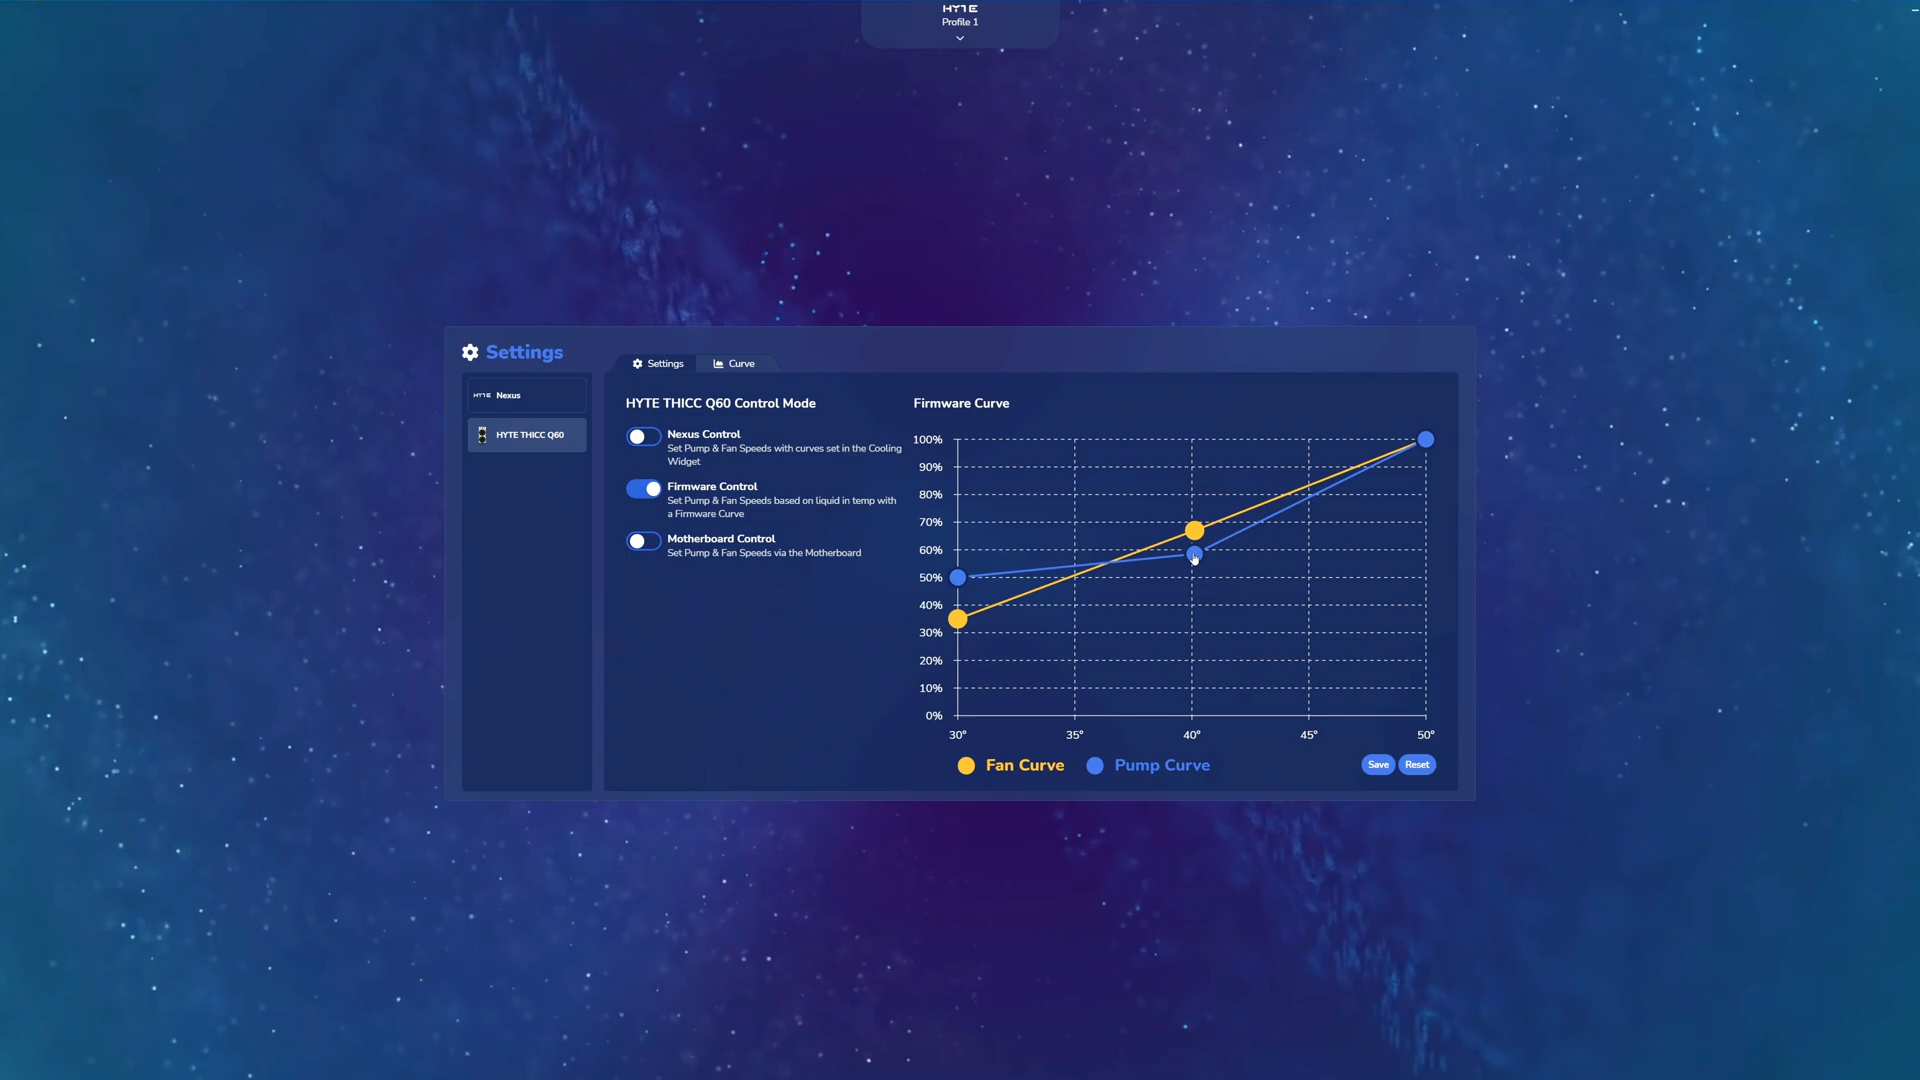 HYTE
Profile 1
Settings
Settings
Curve
HYTE Nexus
HYTE THICC Q60
HYTE THICC Q60 Control Mode
Nexus Control
Set Pump & Fan Speeds with curves set in the Cooling
Widget
Firmware Control
Set Pump & Fan Speeds based on liquid in temp with
a Firmware Curve
Motherboard Control
Set Pump & Fan Speeds via the Motherboard
Firmware Curve
100%
90%
80%
70%
60%
50%
40%
30%
20%
10%
0%
30° 35° 40° 45° 50°
Fan Curve Pump Curve
Save Reset